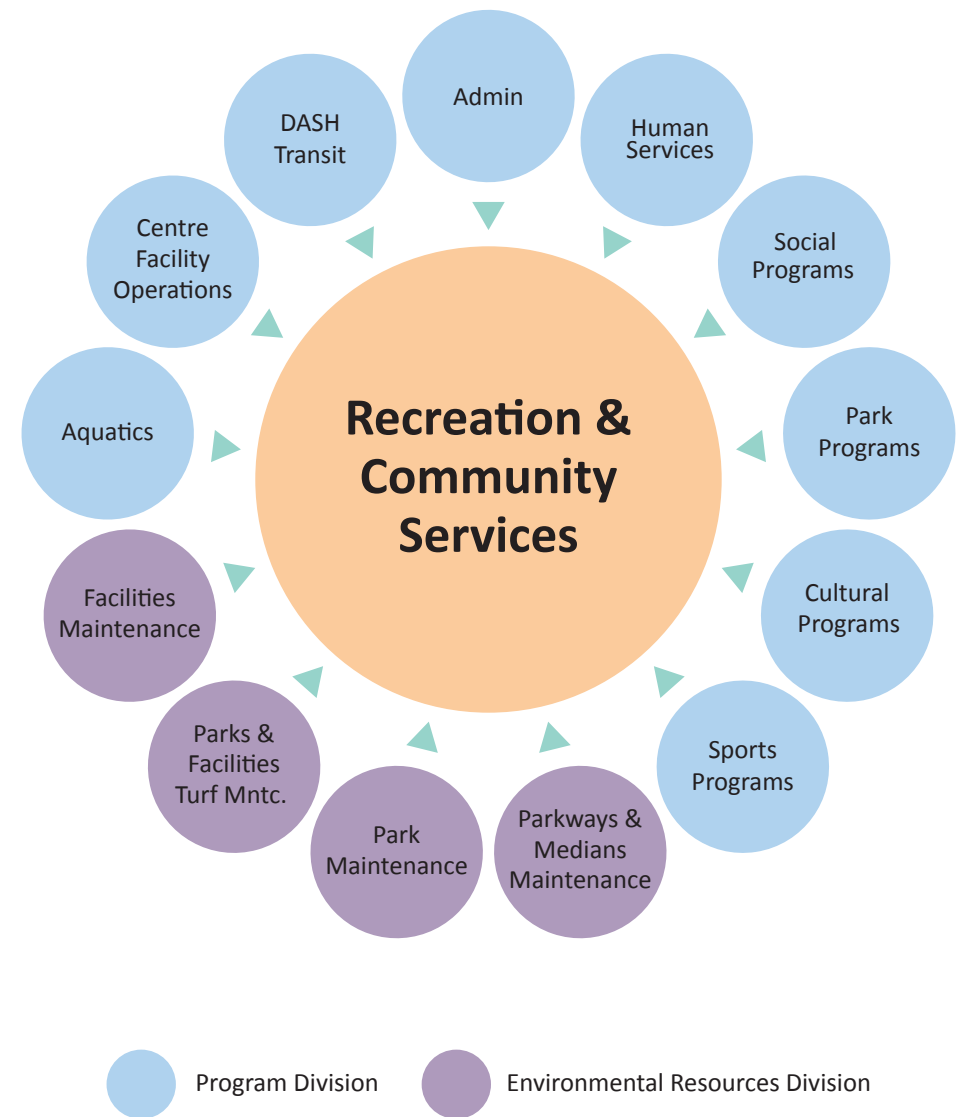 Admin
Human
Services
Social
Programs
Park
Programs
Cultural
Programs
Sports
Programs
Parkways &
Medians
Maintenance
Park
Maintenance
Parks &
Facilities
Turf Mntc.
Facilities
Maintenance
Aquatics
Centre
Facility
Operations
DASH
Transit
Recreation &
Community
Services
Program Division
Environmental Resources Division